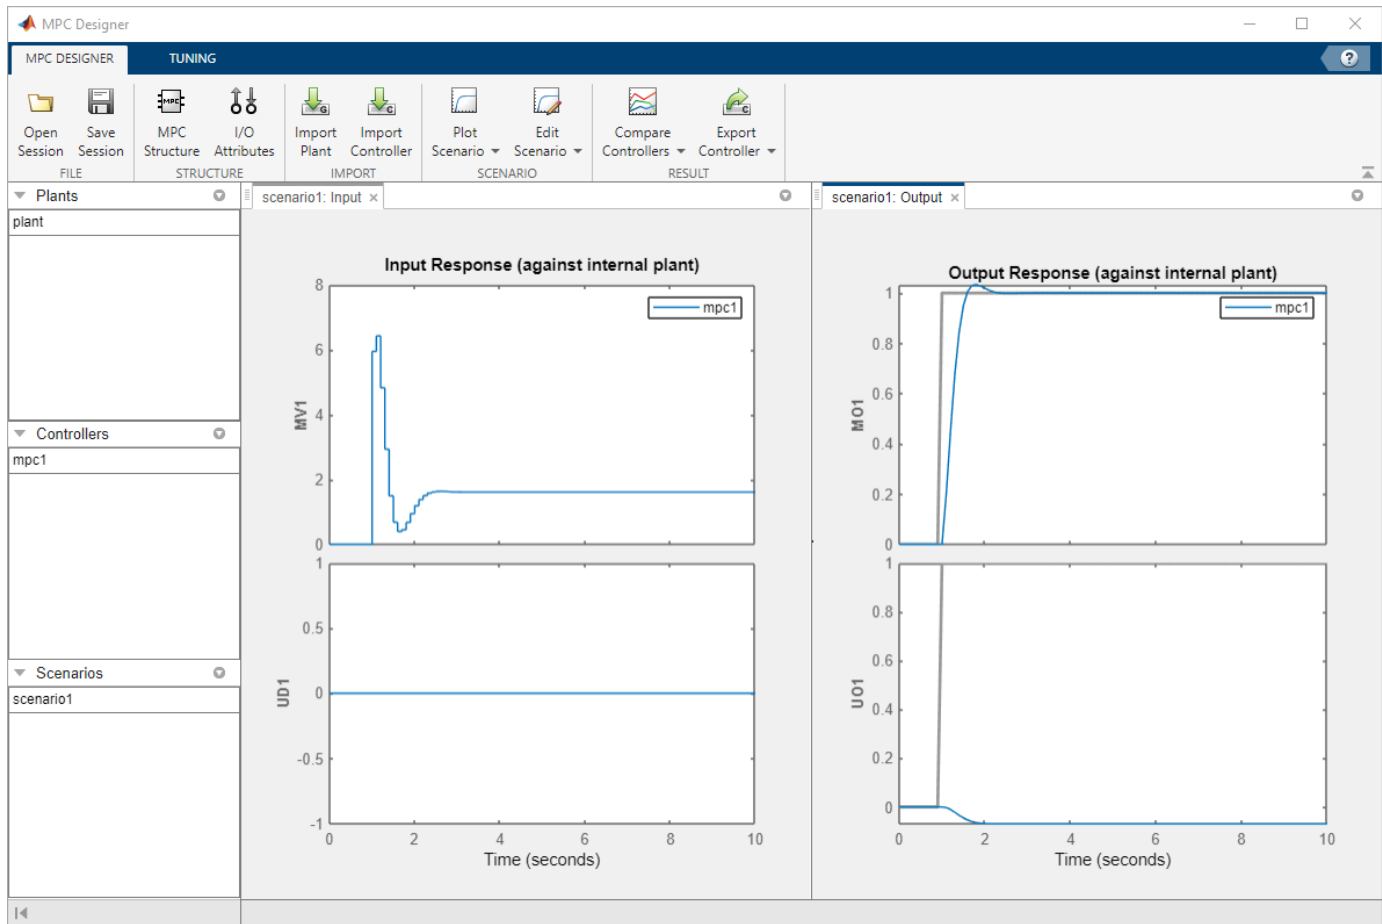 MPC Designer
MPC DESIGNER TUNING
?
MPC G C C
Open Save MPC I/O Import Import Plot Edit Compare Export
Session Session Structure Attributes Plant Controller Scenario Scenario Controllers Controller
FILE STRUCTURE IMPORT SCENARIO RESULT
Plants
plant
Controllers
mpc1
Scenarios
scenario1
scenario1: Input ×
Input Response (against internal plant)
mpc1
8
6
4
2
0
MV1
1
0.5
0
-0.5
-1
UD1
0 2 4 6 8 10
Time (seconds)
scenario1: Output ×
Output Response (against internal plant)
mpc1
1
0.8
0.6
0.4
0.2
0
MO1
1
0.8
0.6
0.4
0.2
0
UO1
0 2 4 6 8 10
Time (seconds)